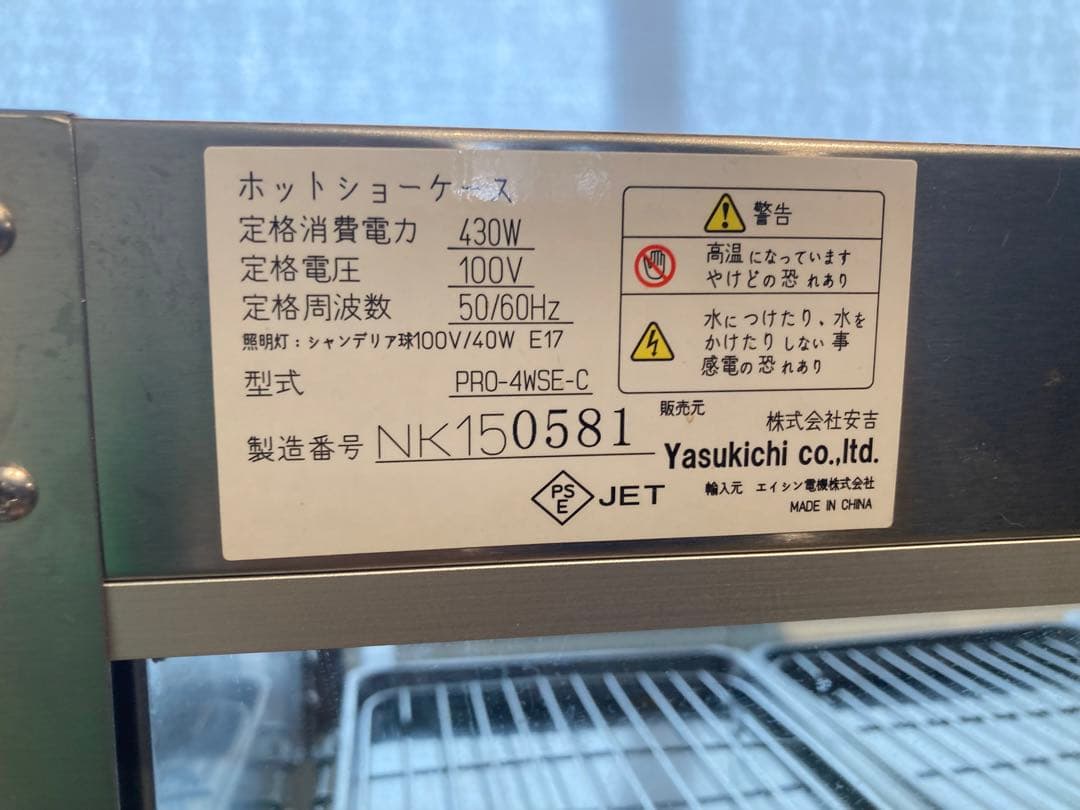 ホットショーケース
定格消費電力 430W
定格電圧 100V
定格周波数 50/60Hz
照明灯：シャンデリア球100V/40W E17
型式 PRO-4WSE-C
製造番号 NK150581
警告
高温になっています
やけどの恐れあり
水につけたり、水を
かけたりしない事
感電の恐れあり
販売元
株式会社安吉
Yasukichi co.,ltd.
PS
E
JET
輸入元 エイシン電機株式会社
MADE IN CHINA